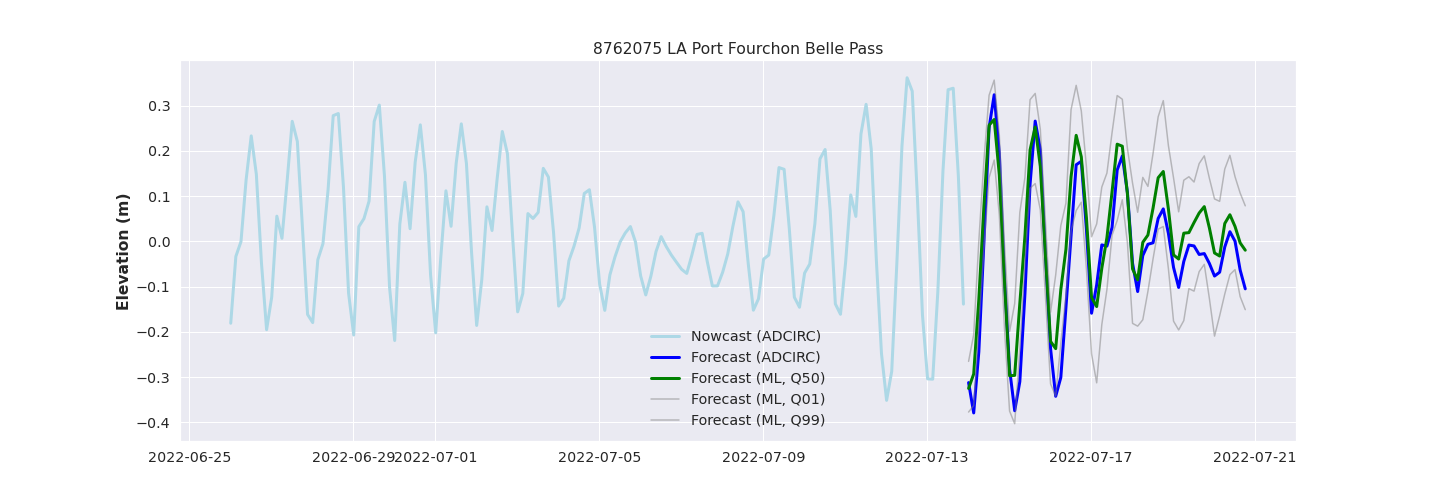 8762075 LA Port Fourchon Belle Pass
Elevation (m)
0.3
0.2
0.1
0.0
−0.1
−0.2
−0.3
−0.4
Nowcast (ADCIRC)
Forecast (ADCIRC)
Forecast (ML, Q50)
Forecast (ML, Q01)
Forecast (ML, Q99)
2022-06-25 2022-06-29 2022-07-01 2022-07-05 2022-07-09 2022-07-13 2022-07-17 2022-07-21